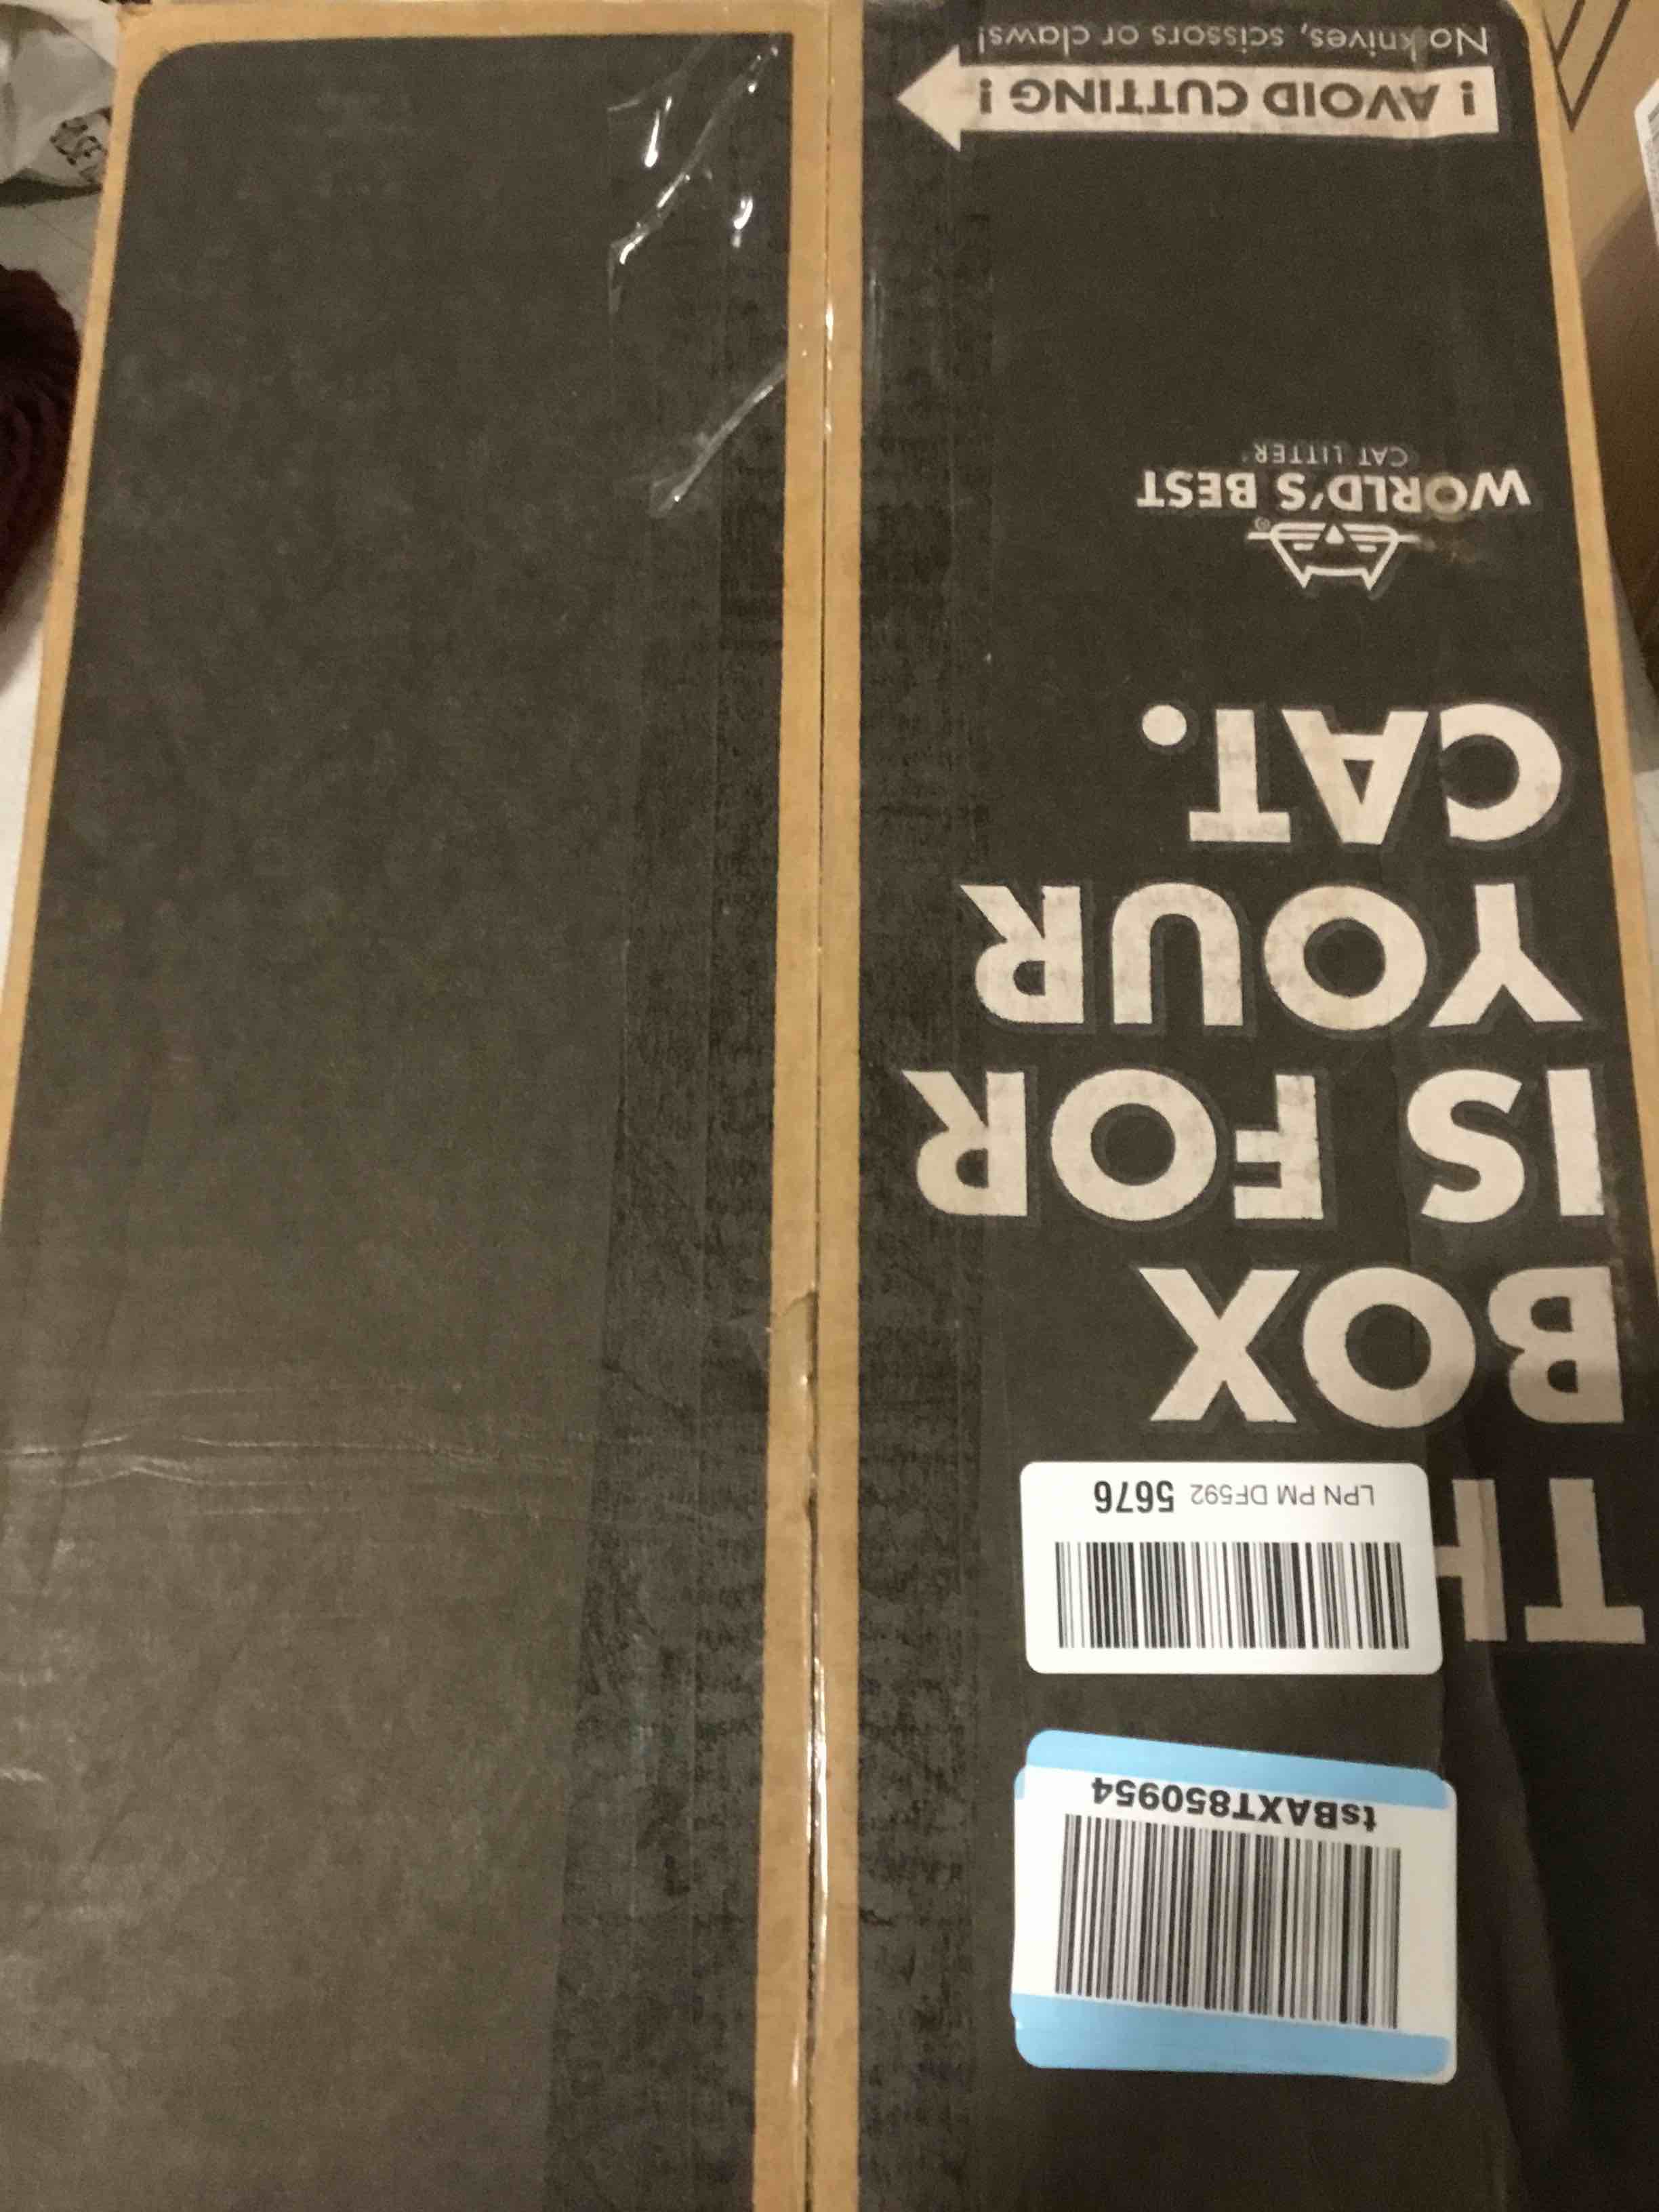 tsBAXT850954
TH
LPN PM DF592 5676
BOX
IS FOR
YOUR
CAT.
WORLD'S BEST
CAT LITTER
! AVOID CUTTING !
No knives, scissors or claws!